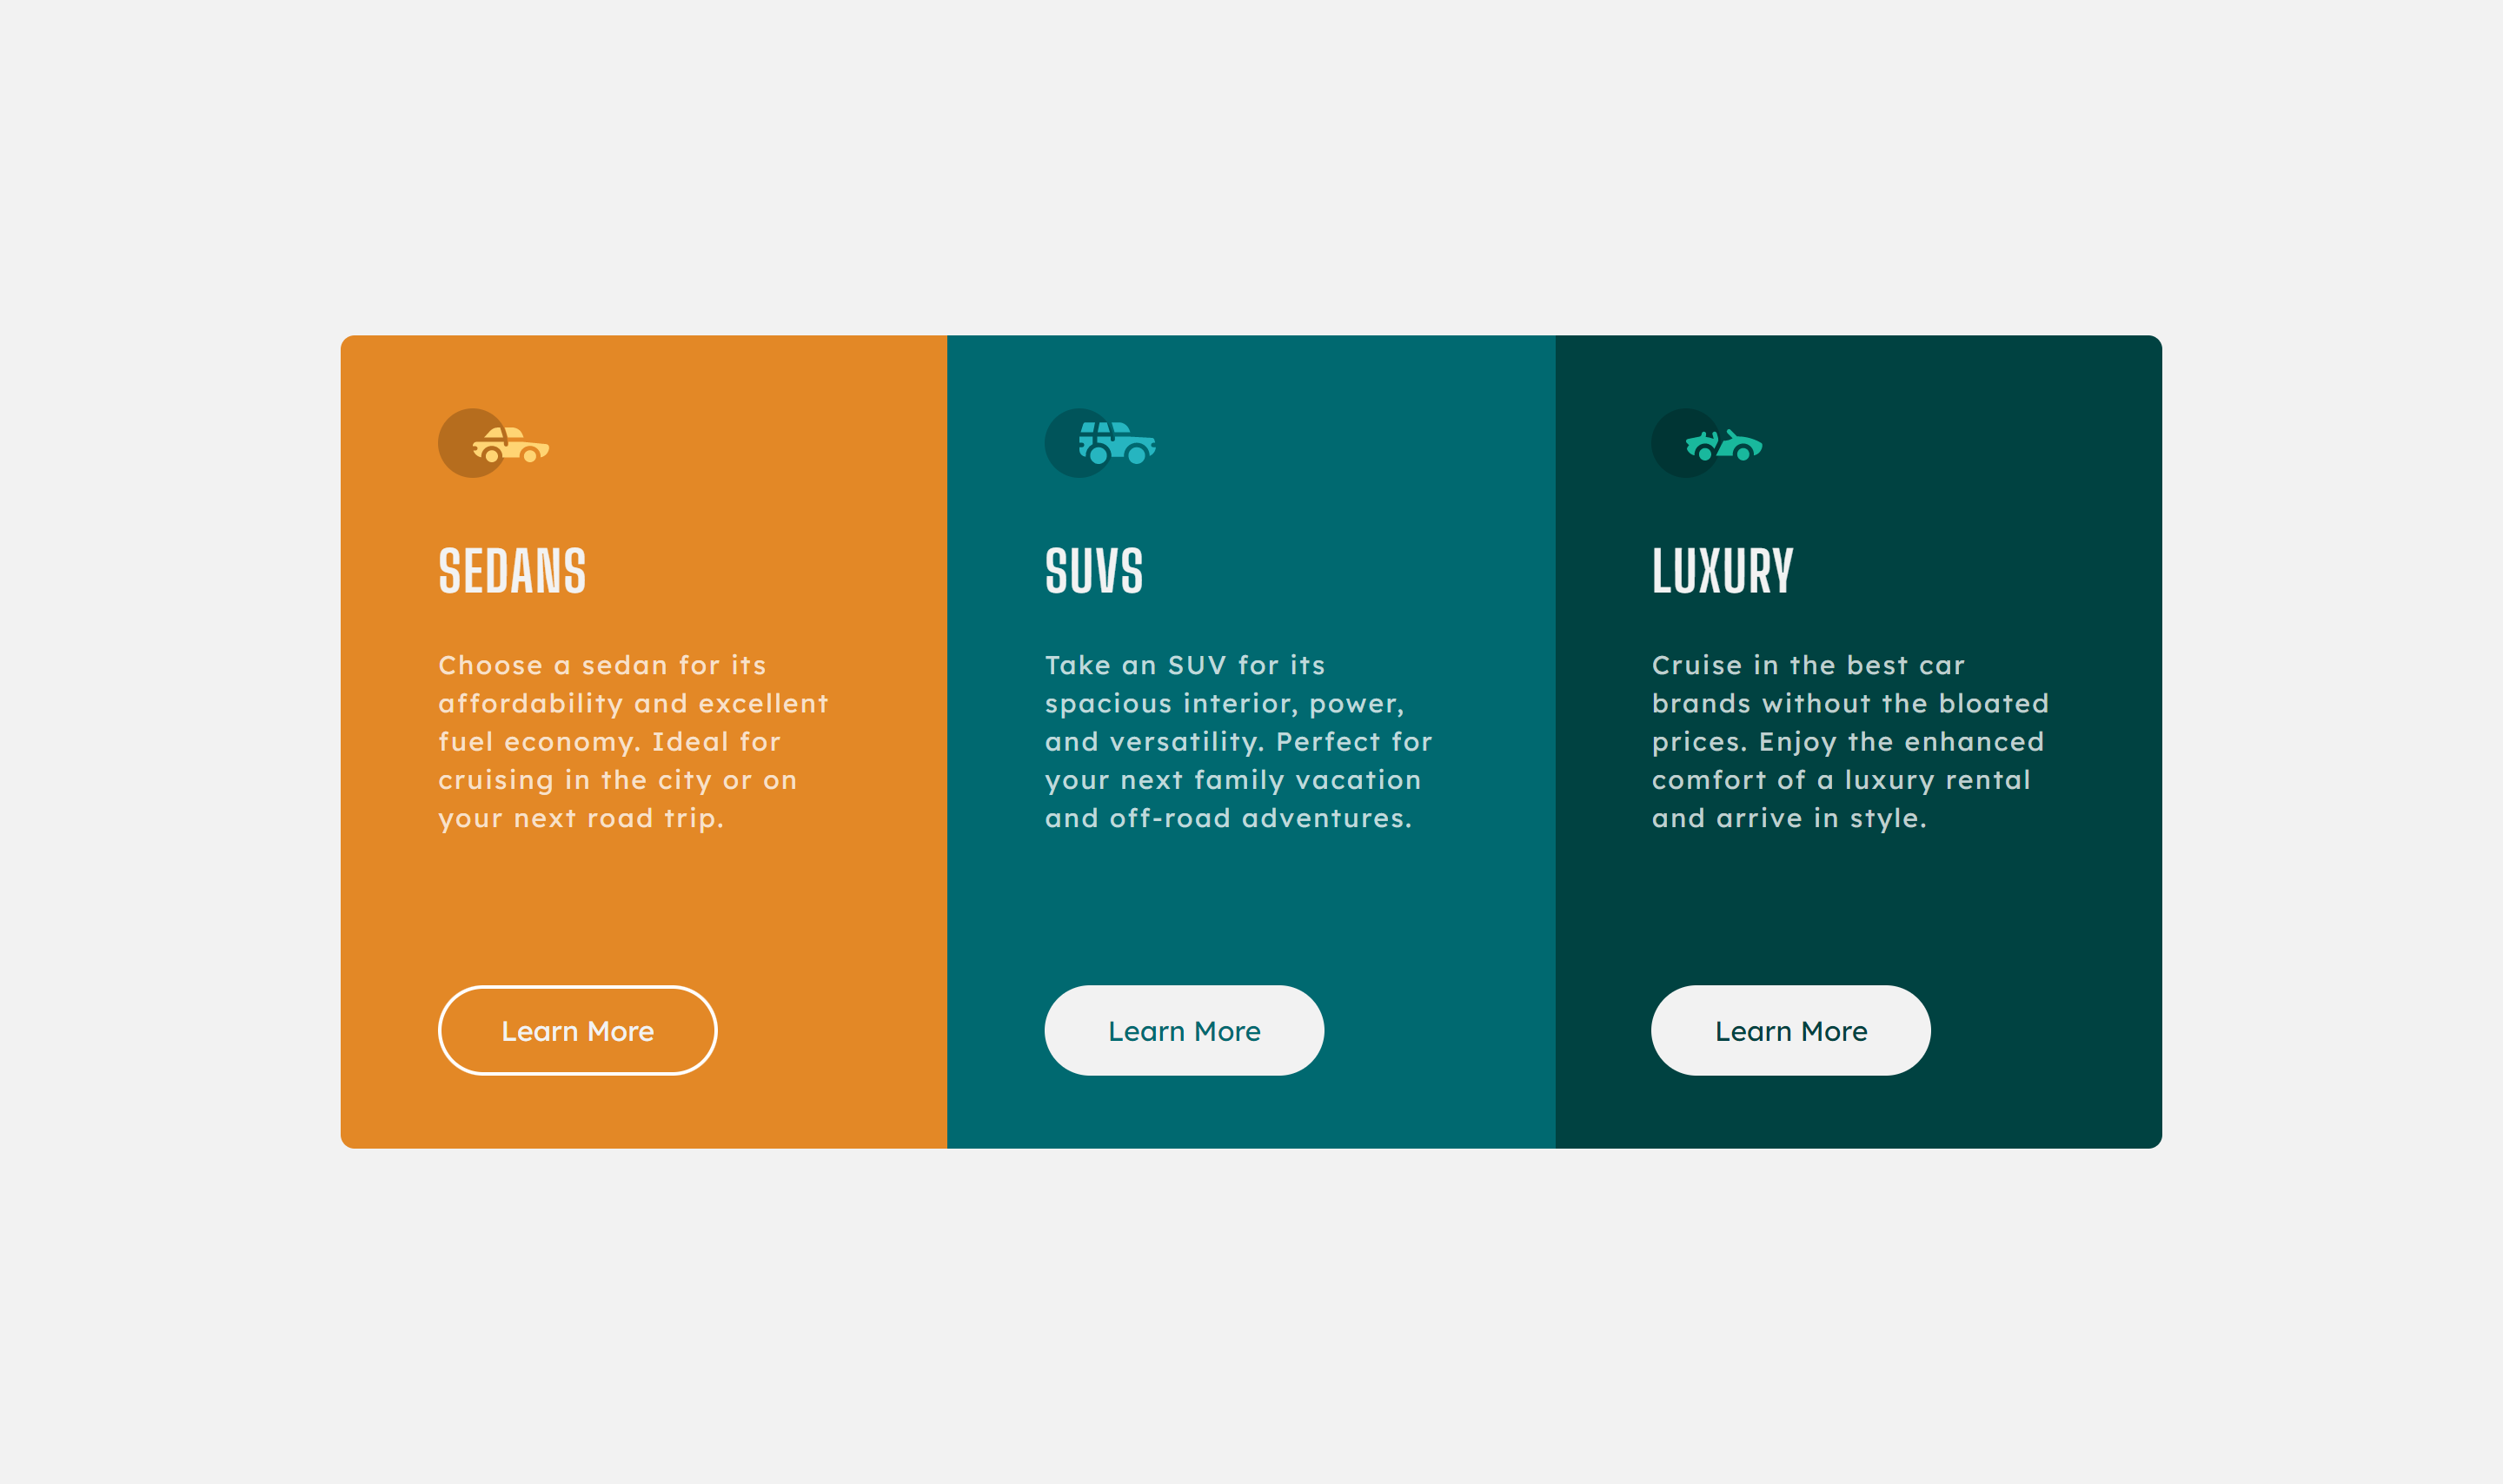 SEDANS
Choose a sedan for its
affordability and excellent
fuel economy. Ideal for
cruising in the city or on
your next road trip.
Learn More
SUVS
Take an SUV for its
spacious interior, power,
and versatility. Perfect for
your next family vacation
and off-road adventures.
Learn More
LUXURY
Cruise in the best car
brands without the bloated
prices. Enjoy the enhanced
comfort of a luxury rental
and arrive in style.
Learn More